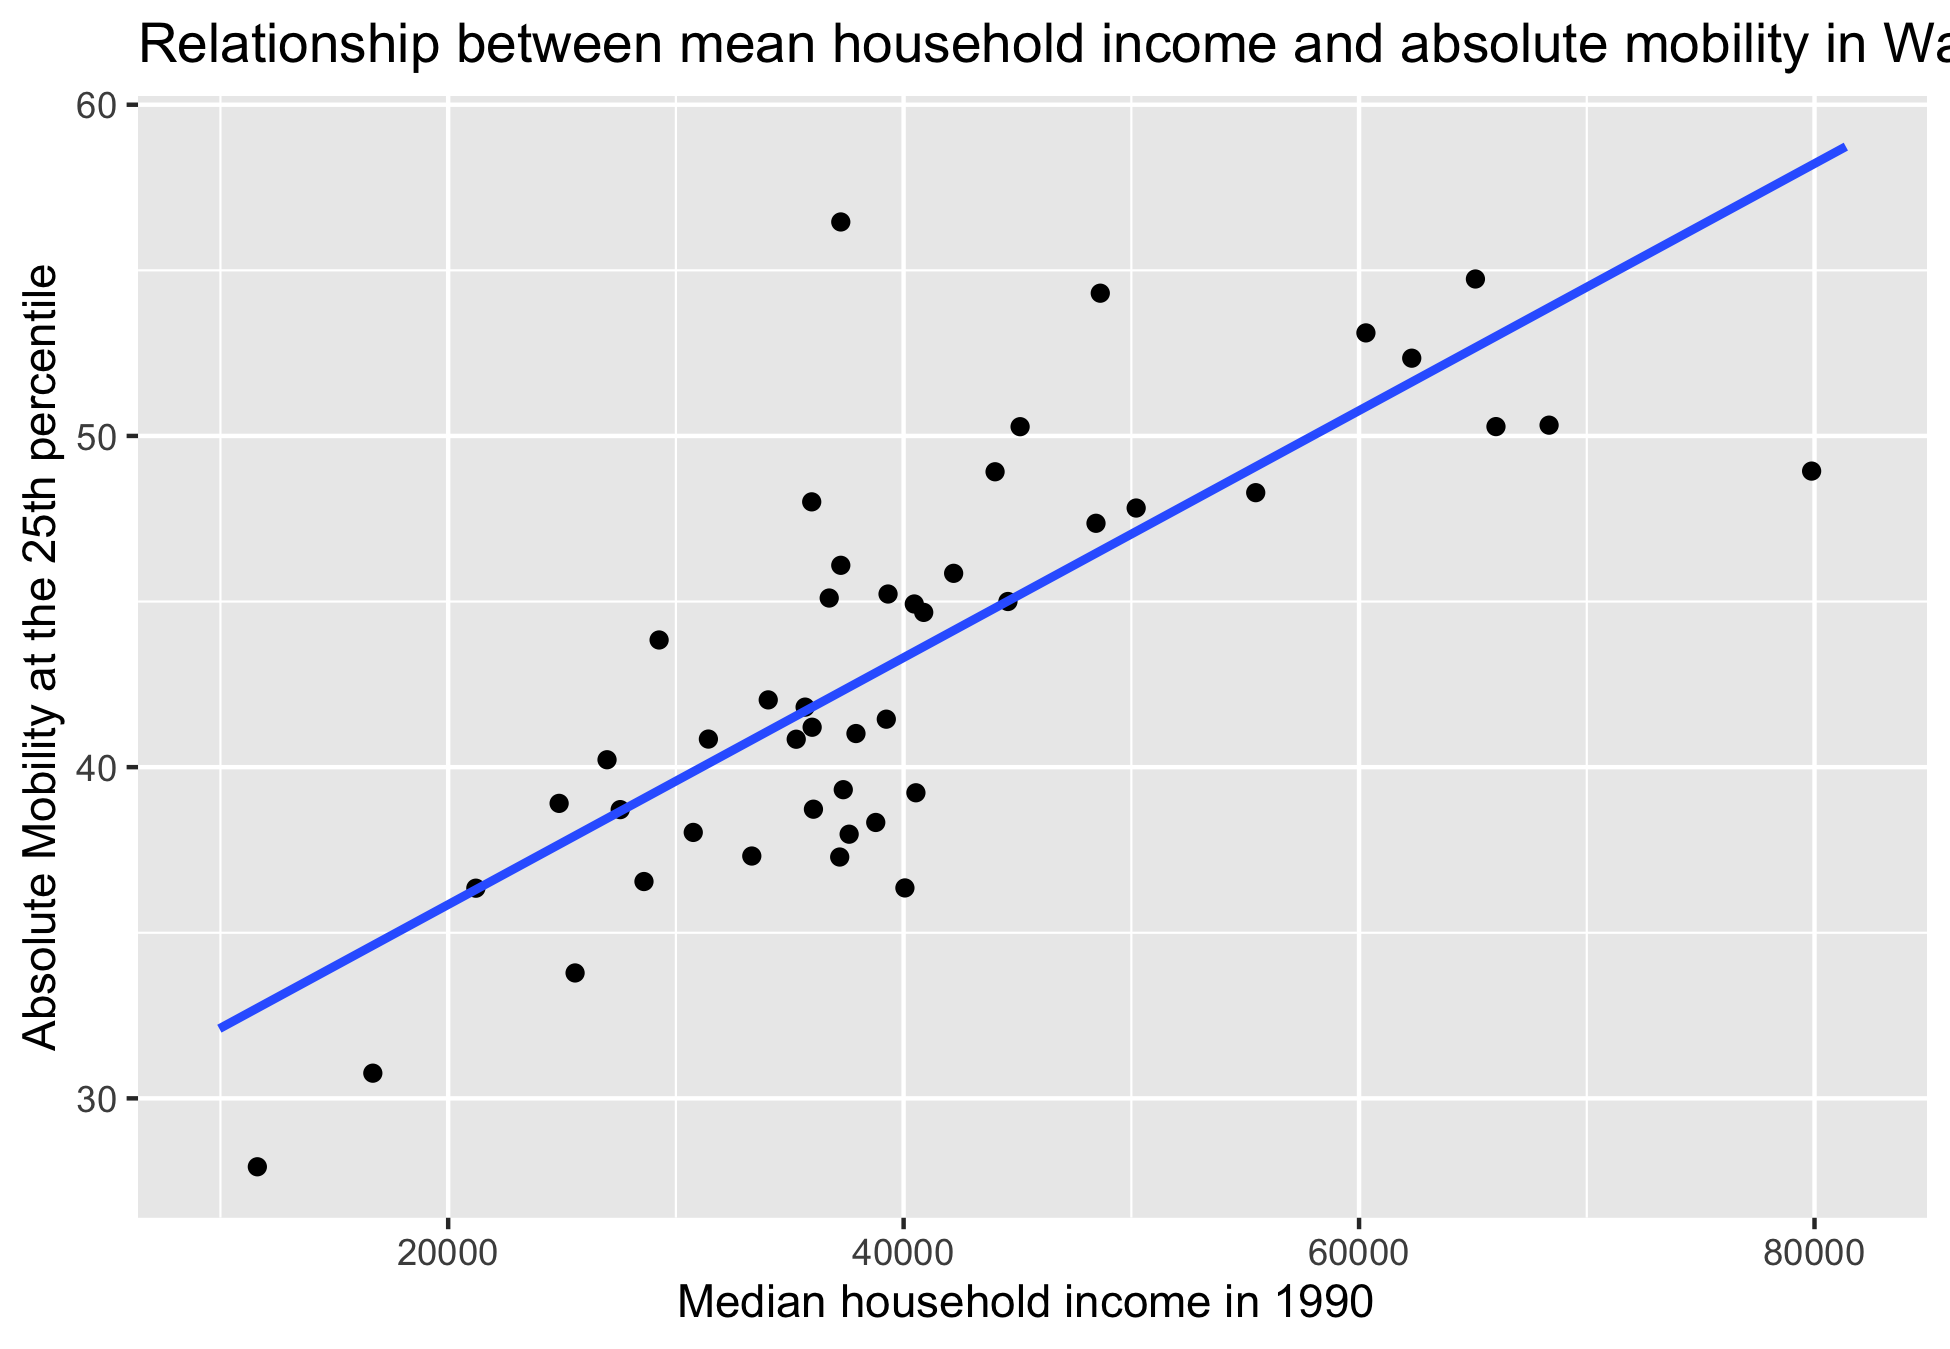 Relationship between mean household income and absolute mobility in Wa
60
50
40
30
Absolute Mobility at the 25th percentile
20000 40000 60000 80000
Median household income in 1990